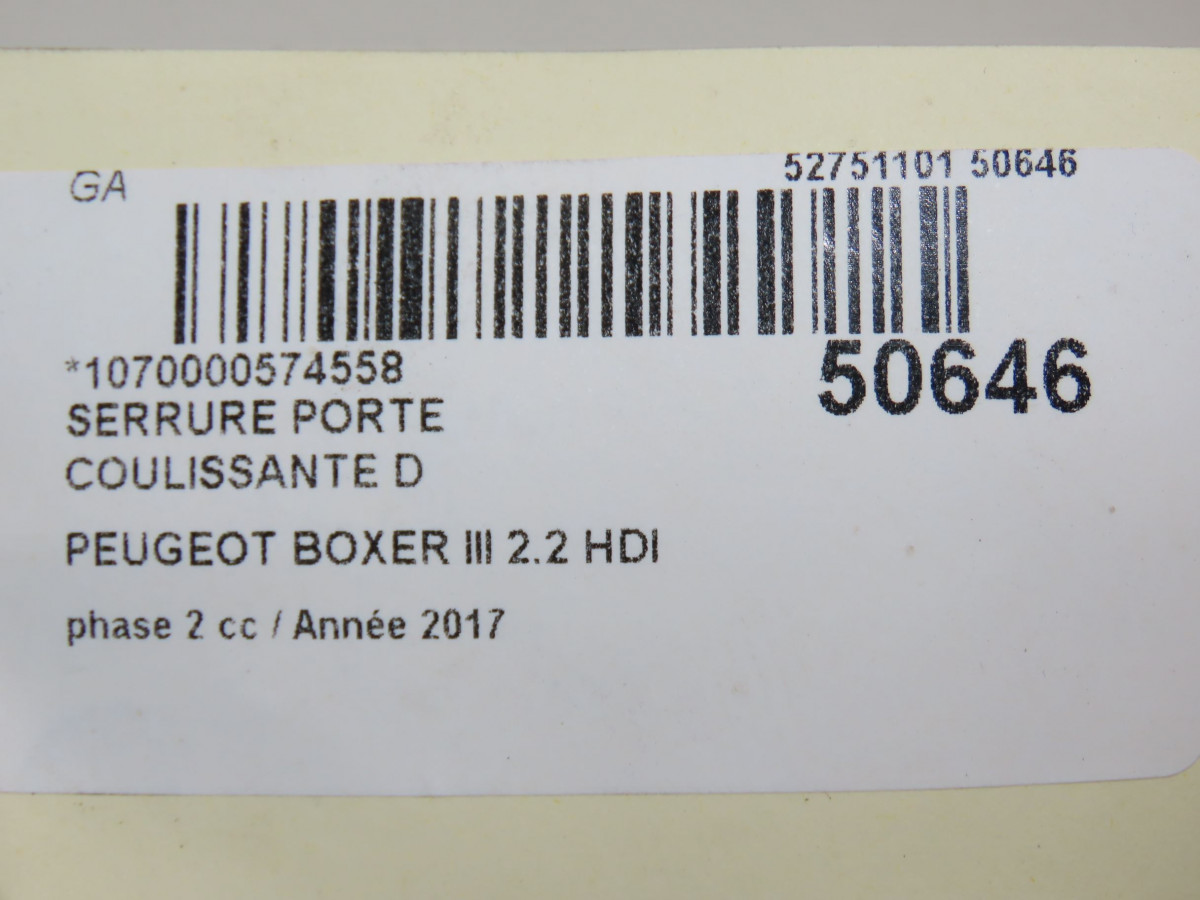 GA
52751101 50646
*1070000574558
50646
SERRURE PORTE
COULISSANTE D
PEUGEOT BOXER III 2.2 HDI
phase 2 cc / Année 2017